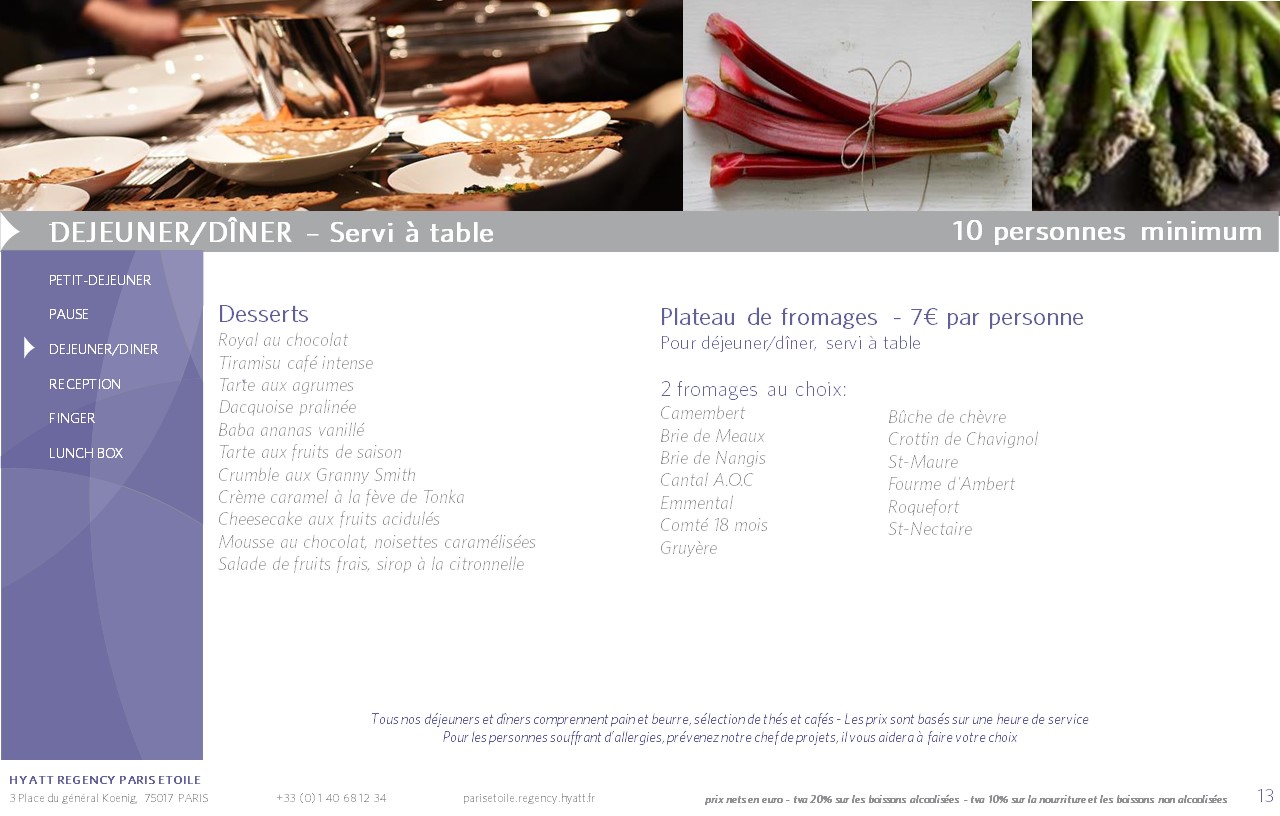 DEJEUNER/DÎNER – Servi à table
10 personnes minimum
PETIT-DEJEUNER
PAUSE
DEJEUNER/DINER
RECEPTION
FINGER
LUNCH BOX
Desserts
Royal au chocolat
Tiramisu café intense
Tarte aux agrumes
Dacquoise pralinée
Baba ananas vanillé
Tarte aux fruits de saison
Crumble aux Granny Smith
Crème caramel à la fève de Tonka
Cheesecake aux fruits acidulés
Mousse au chocolat, noisettes caramélisées
Salade de fruits frais, sirop à la citronnelle
Plateau de fromages - 7€ par personne
Pour déjeuner/dîner, servi à table
2 fromages au choix:
Camembert
Brie de Meaux
Brie de Nangis
Cantal A.O.C
Emmental
Comté 18 mois
Gruyère
Bûche de chèvre
Crottin de Chavignol
St-Maure
Fourme d'Ambert
Roquefort
St-Nectaire
Tous nos déjeuners et dîners comprennent pain et beurre, sélection de thés et cafés - Les prix sont basés sur une heure de service
Pour les personnes souffrant d'allergies, prévenez notre chef de projets, il vous aidera à faire votre choix
HYATT REGENCY PARIS ETOILE
3 Place du général Koenig, 75017 PARIS
+33 (0) 1 40 68 12 34
parisetoile.regency.hyatt.fr
prix nets en euro - tva 20% sur les boissons alcoolisées - tva 10% sur la nourriture et les boissons non alcoolisées
13